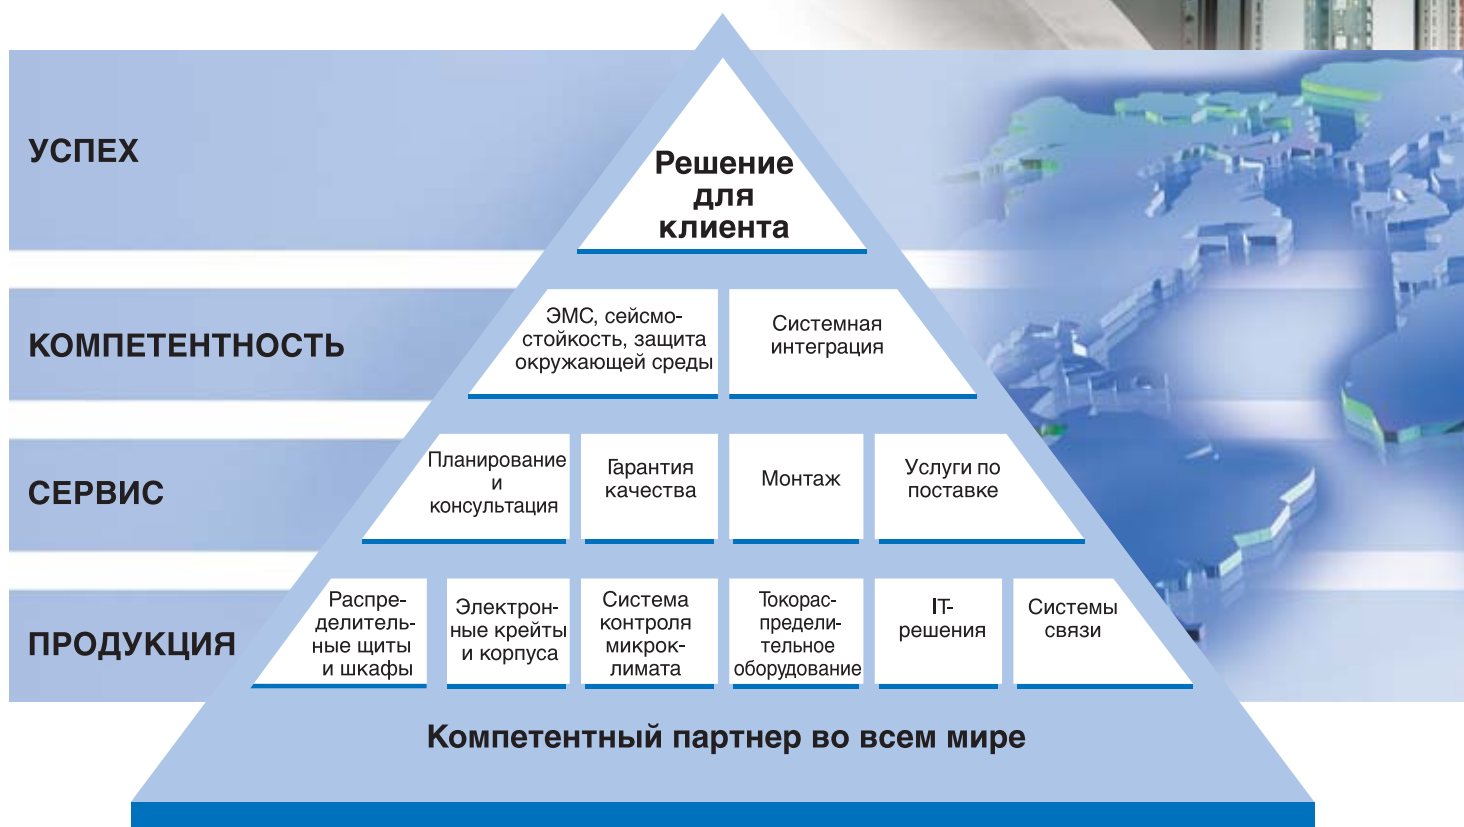 УСПЕХ
Решение
для
клиента
КОМПЕТЕНТНОСТЬ
ЭМС, сейсмо-
стойкость, защита
окружающей среды
Системная
интеграция
СЕРВИС
Планирование
и
консультация
Гарантия
качества
Монтаж
Услуги по
поставке
ПРОДУКЦИЯ
Распре-
делитель-
ные щиты
и шкафы
Электрон-
ные крейты
и корпуса
Система
контроля
микрок-
лимата
Токорас-
предели-
тельное
оборудование
IT-
решения
Системы
связи
Компетентный партнер во всем мире